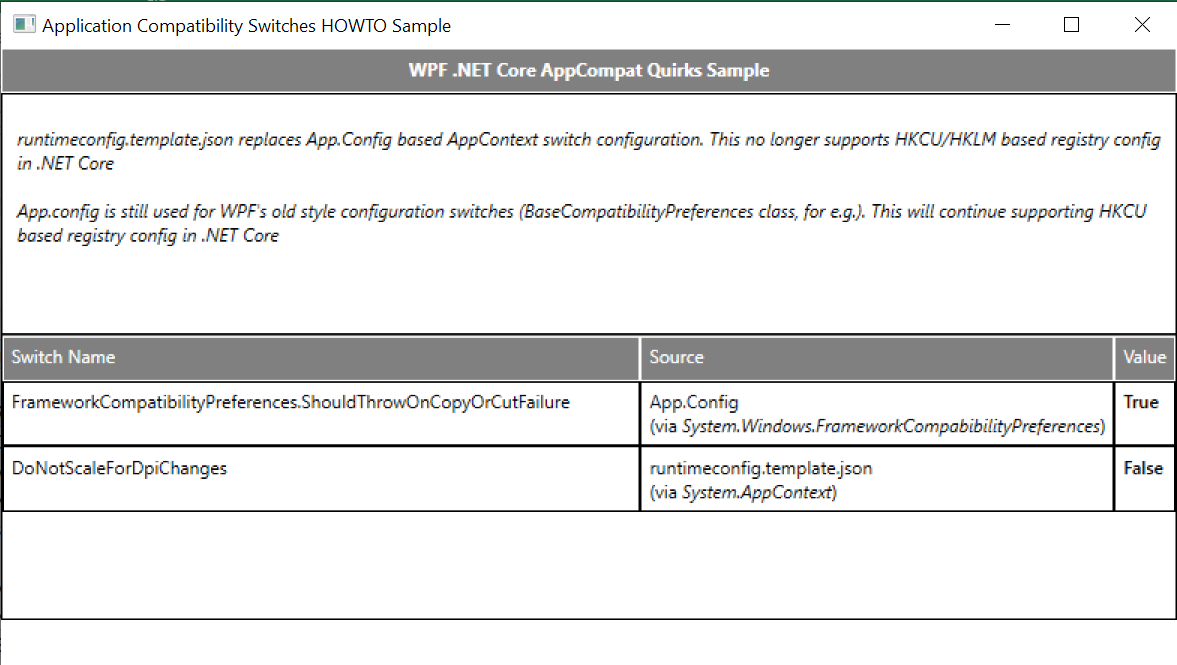 Application Compatibility Switches HOWTO Sample
WPF .NET Core AppCompat Quirks Sample
runtimeconfig.template.json replaces App.Config based AppContext switch configuration. This no longer supports HKCU/HKLM based registry config
in .NET Core
App.config is still used for WPF's old style configuration switches (BaseCompatibilityPreferences class, for e.g.). This will continue supporting HKCU
based registry config in .NET Core
Switch Name Source Value
FrameworkCompatibilityPreferences.ShouldThrowOnCopyOrCutFailure App.Config True
(via System.Windows.FrameworkCompabibilityPreferences)
DoNotScaleForDpiChanges runtimeconfig.template.json False
(via System.AppContext)